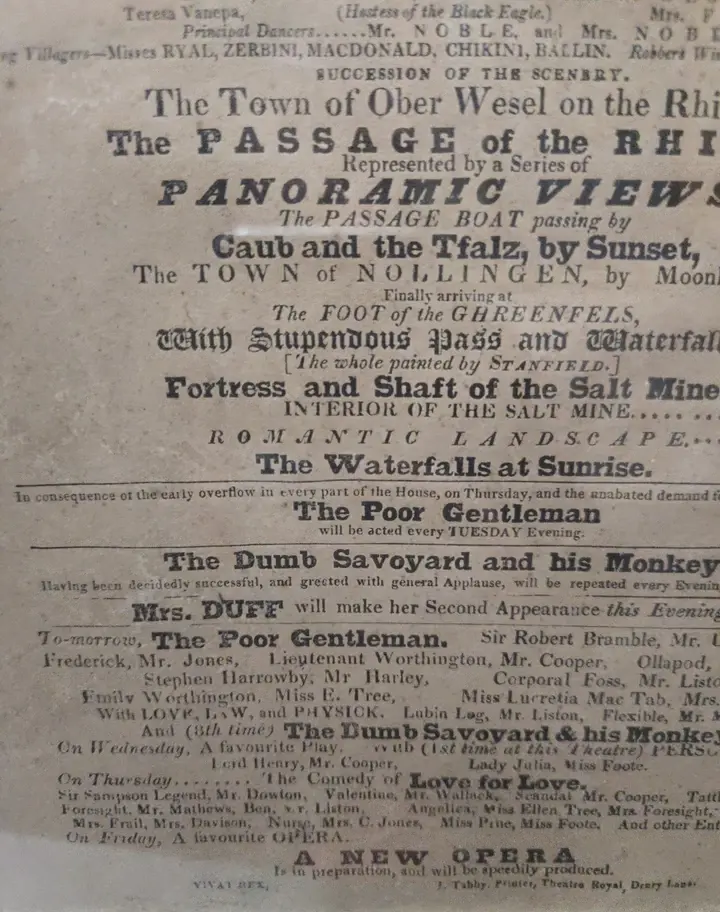 Teresa Vanepa, (Hostess of the Black Eagle.) Mrs. F
Principal Dancers......Mr. NOBLE, and Mrs. NOB
Villagers—Misses RYAL, ZERBINI, MACDONALD, CHIKINI, BALLIN. Robbers
SUCCESSION OF THE SCENERY.
The Town of Ober Wesel on the Rhi
The PASSAGE of the RHI
Represented by a Series of
PANORAMIC VIEWS
The PASSAGE BOAT passing by
Caub and the Tfalz, by Sunset,
The TOWN of NOLLINGEN, by Moonl
Finally arriving at
The FOOT of the GHREENFELS,
With Stupendous Pass and Waterfall
[The whole painted by STANFIELD.]
Fortress and Shaft of the Salt Mine
INTERIOR OF THE SALT MINE.......
ROMANTIC LANDSCAPE...
The Waterfalls at Sunrise.
In consequence of the early overflow in every part of the House, on Thursday, and the unabated demand f
The Poor Gentleman
will be acted every TUESDAY Evening.
The Dumb Savoyard and his Monkey
Having been decidedly successful, and greeted with general Applause, will be repeated every Evenin
Mrs. DUFF will make her Second Appearance this Evening
To-morrow, The Poor Gentleman. Sir Robert Bramble, Mr.
Frederick, Mr. Jones, Lieutenant Worthington, Mr. Cooper, Ollapod,
Stephen Harrowby, Mr Harley, Corporal Foss, Mr. Listo
Emily Worthington, Miss E. Tree, Miss Lucretia Mac Tab, Mrs.
With LOVE, LAW, and PHYSICK. Lubin Log, Mr. Liston, Flexible, Mr.
And (8th time) The Dumb Savoyard & his Monkey
On Wednesday, A favourite Play. With (1st time at this Theatre) PERSC
Lord Henry, Mr. Cooper, Lady Julia, Miss Foote.
On Thursday........ The Comedy of Love for Love.
Sir Sampson Legend, Mr. Dowton, Valentine, Mr. Wallack, Scandal Mr. Cooper, Tattl
Foresight, Mr. Mathews, Ben, Mr. Liston, Angelica, Miss Ellen Tree, Mrs. Foresight,
Mrs. Frail, Mrs. Davison, Nurse, Mrs. C. Jones, Miss Prue, Miss Foote. And other Ent
On Friday, A favourite OPERA.
A NEW OPERA
Is in preparation, and will be speedily produced.
VIVAT REX. J. Tabby, Printer, Theatre Royal, Drury Lane